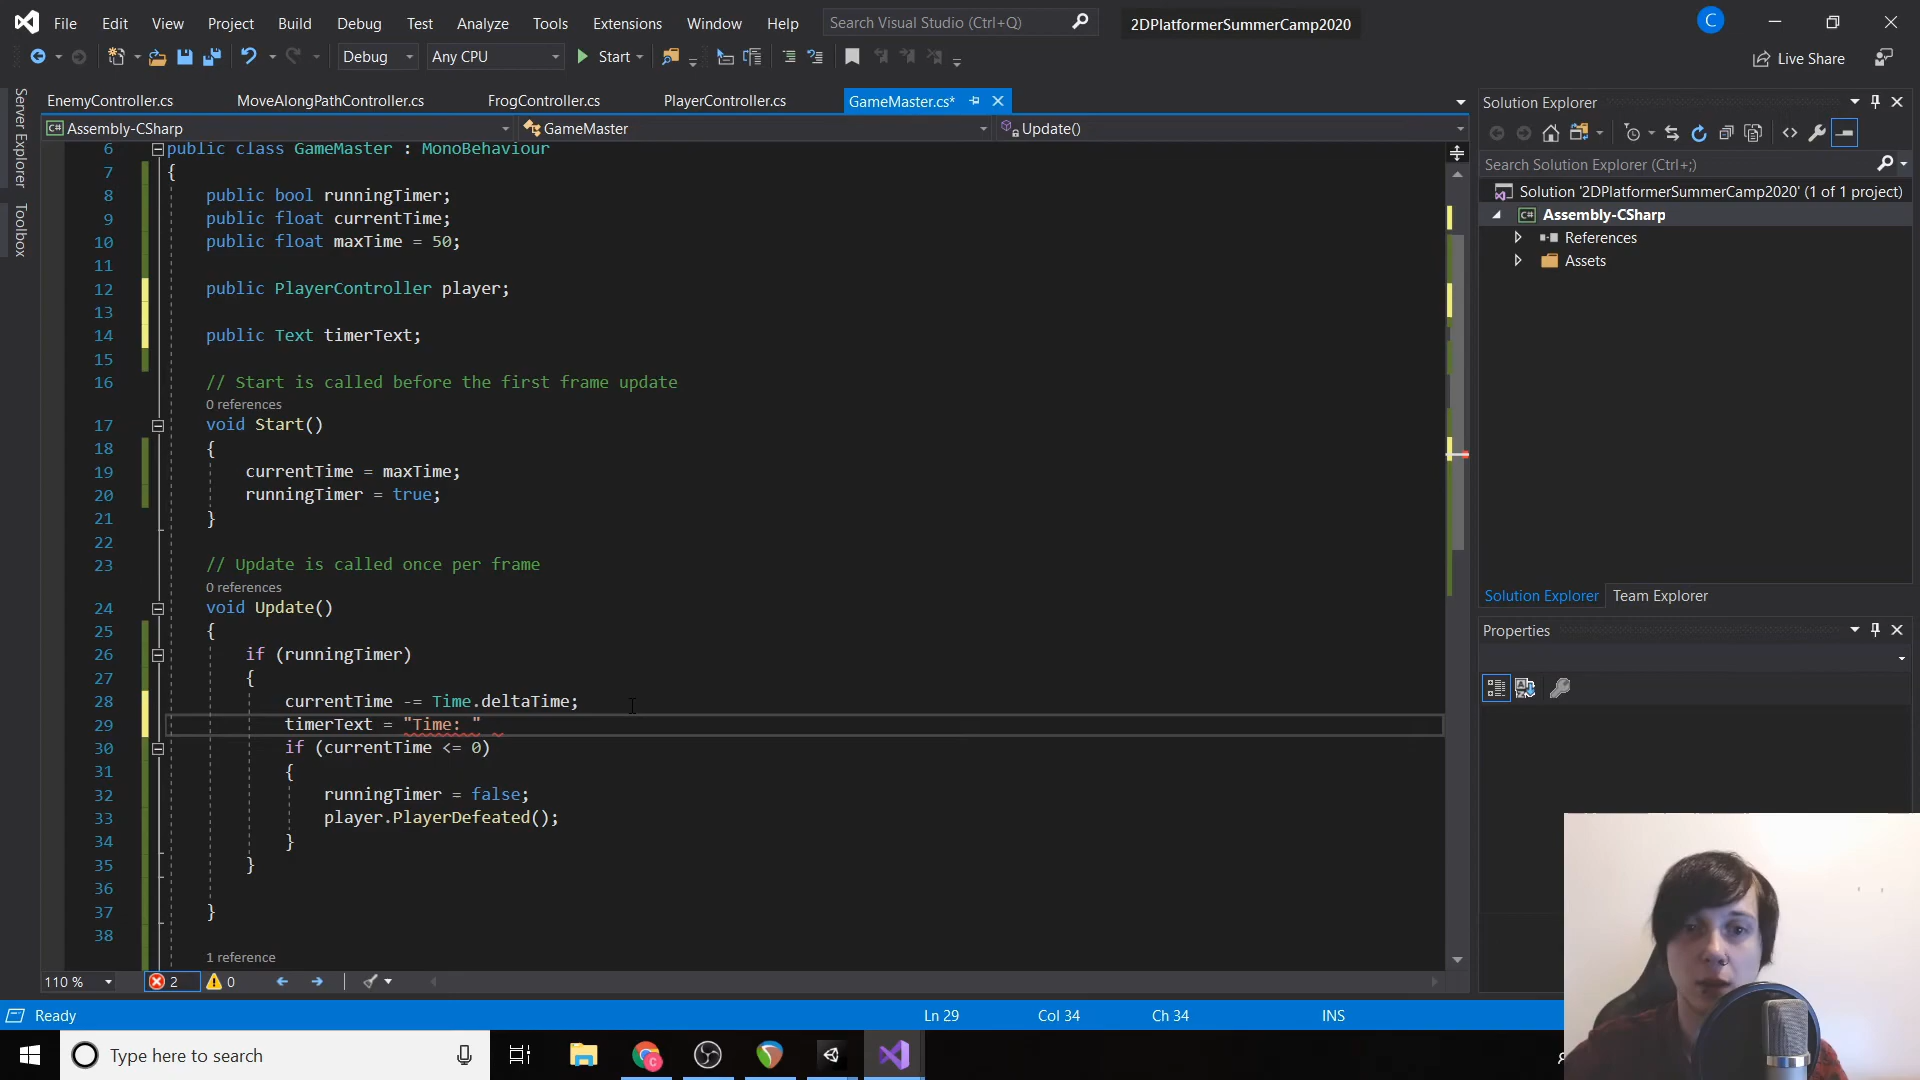 File Edit View Project Build Debug Test Analyze Tools Extensions Window Help Search Visual Studio (Ctrl+Q) 2DPlatformerSummerCamp2020 C
Debug Any CPU Start Live Share
EnemyController.cs MoveAlongPathController.cs FrogController.cs PlayerController.cs GameMaster.cs*
C# Assembly-CSharp GameMaster Update()
Server Explorer
Toolbox
6 public class GameMaster : MonoBehaviour
7 {
8 public bool runningTimer;
9 public float currentTime;
10 public float maxTime = 50;
11
12 public PlayerController player;
13
14 public Text timerText;
15
16 // Start is called before the first frame update
0 references
17 void Start()
18 {
19 currentTime = maxTime;
20 runningTimer = true;
21 }
22
23 // Update is called once per frame
0 references
24 void Update()
25 {
26 if (runningTimer)
27 {
28 currentTime -= Time.deltaTime;
29 timerText = "Time: "
30 if (currentTime <= 0)
31 {
32 runningTimer = false;
33 player.PlayerDefeated();
34 }
35 }
36
37 }
38
1 reference
110 % 2 0
Solution Explorer
Search Solution Explorer (Ctrl+;)
Solution '2DPlatformerSummerCamp2020' (1 of 1 project)
C# Assembly-CSharp
References
Assets
Solution Explorer Team Explorer
Properties
Ready Ln 29 Col 34 Ch 34 INS
Type here to search